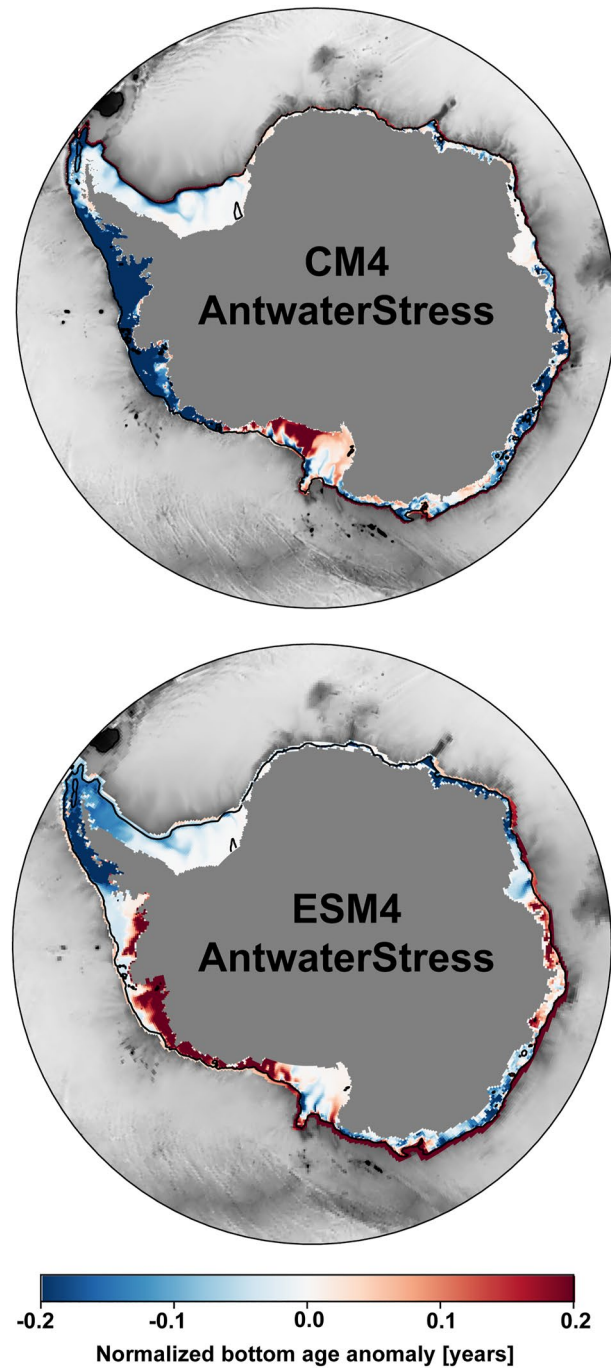 CM4
AntwaterStress
ESM4
AntwaterStress
-0.2 -0.1 0.0 0.1 0.2
Normalized bottom age anomaly [years]